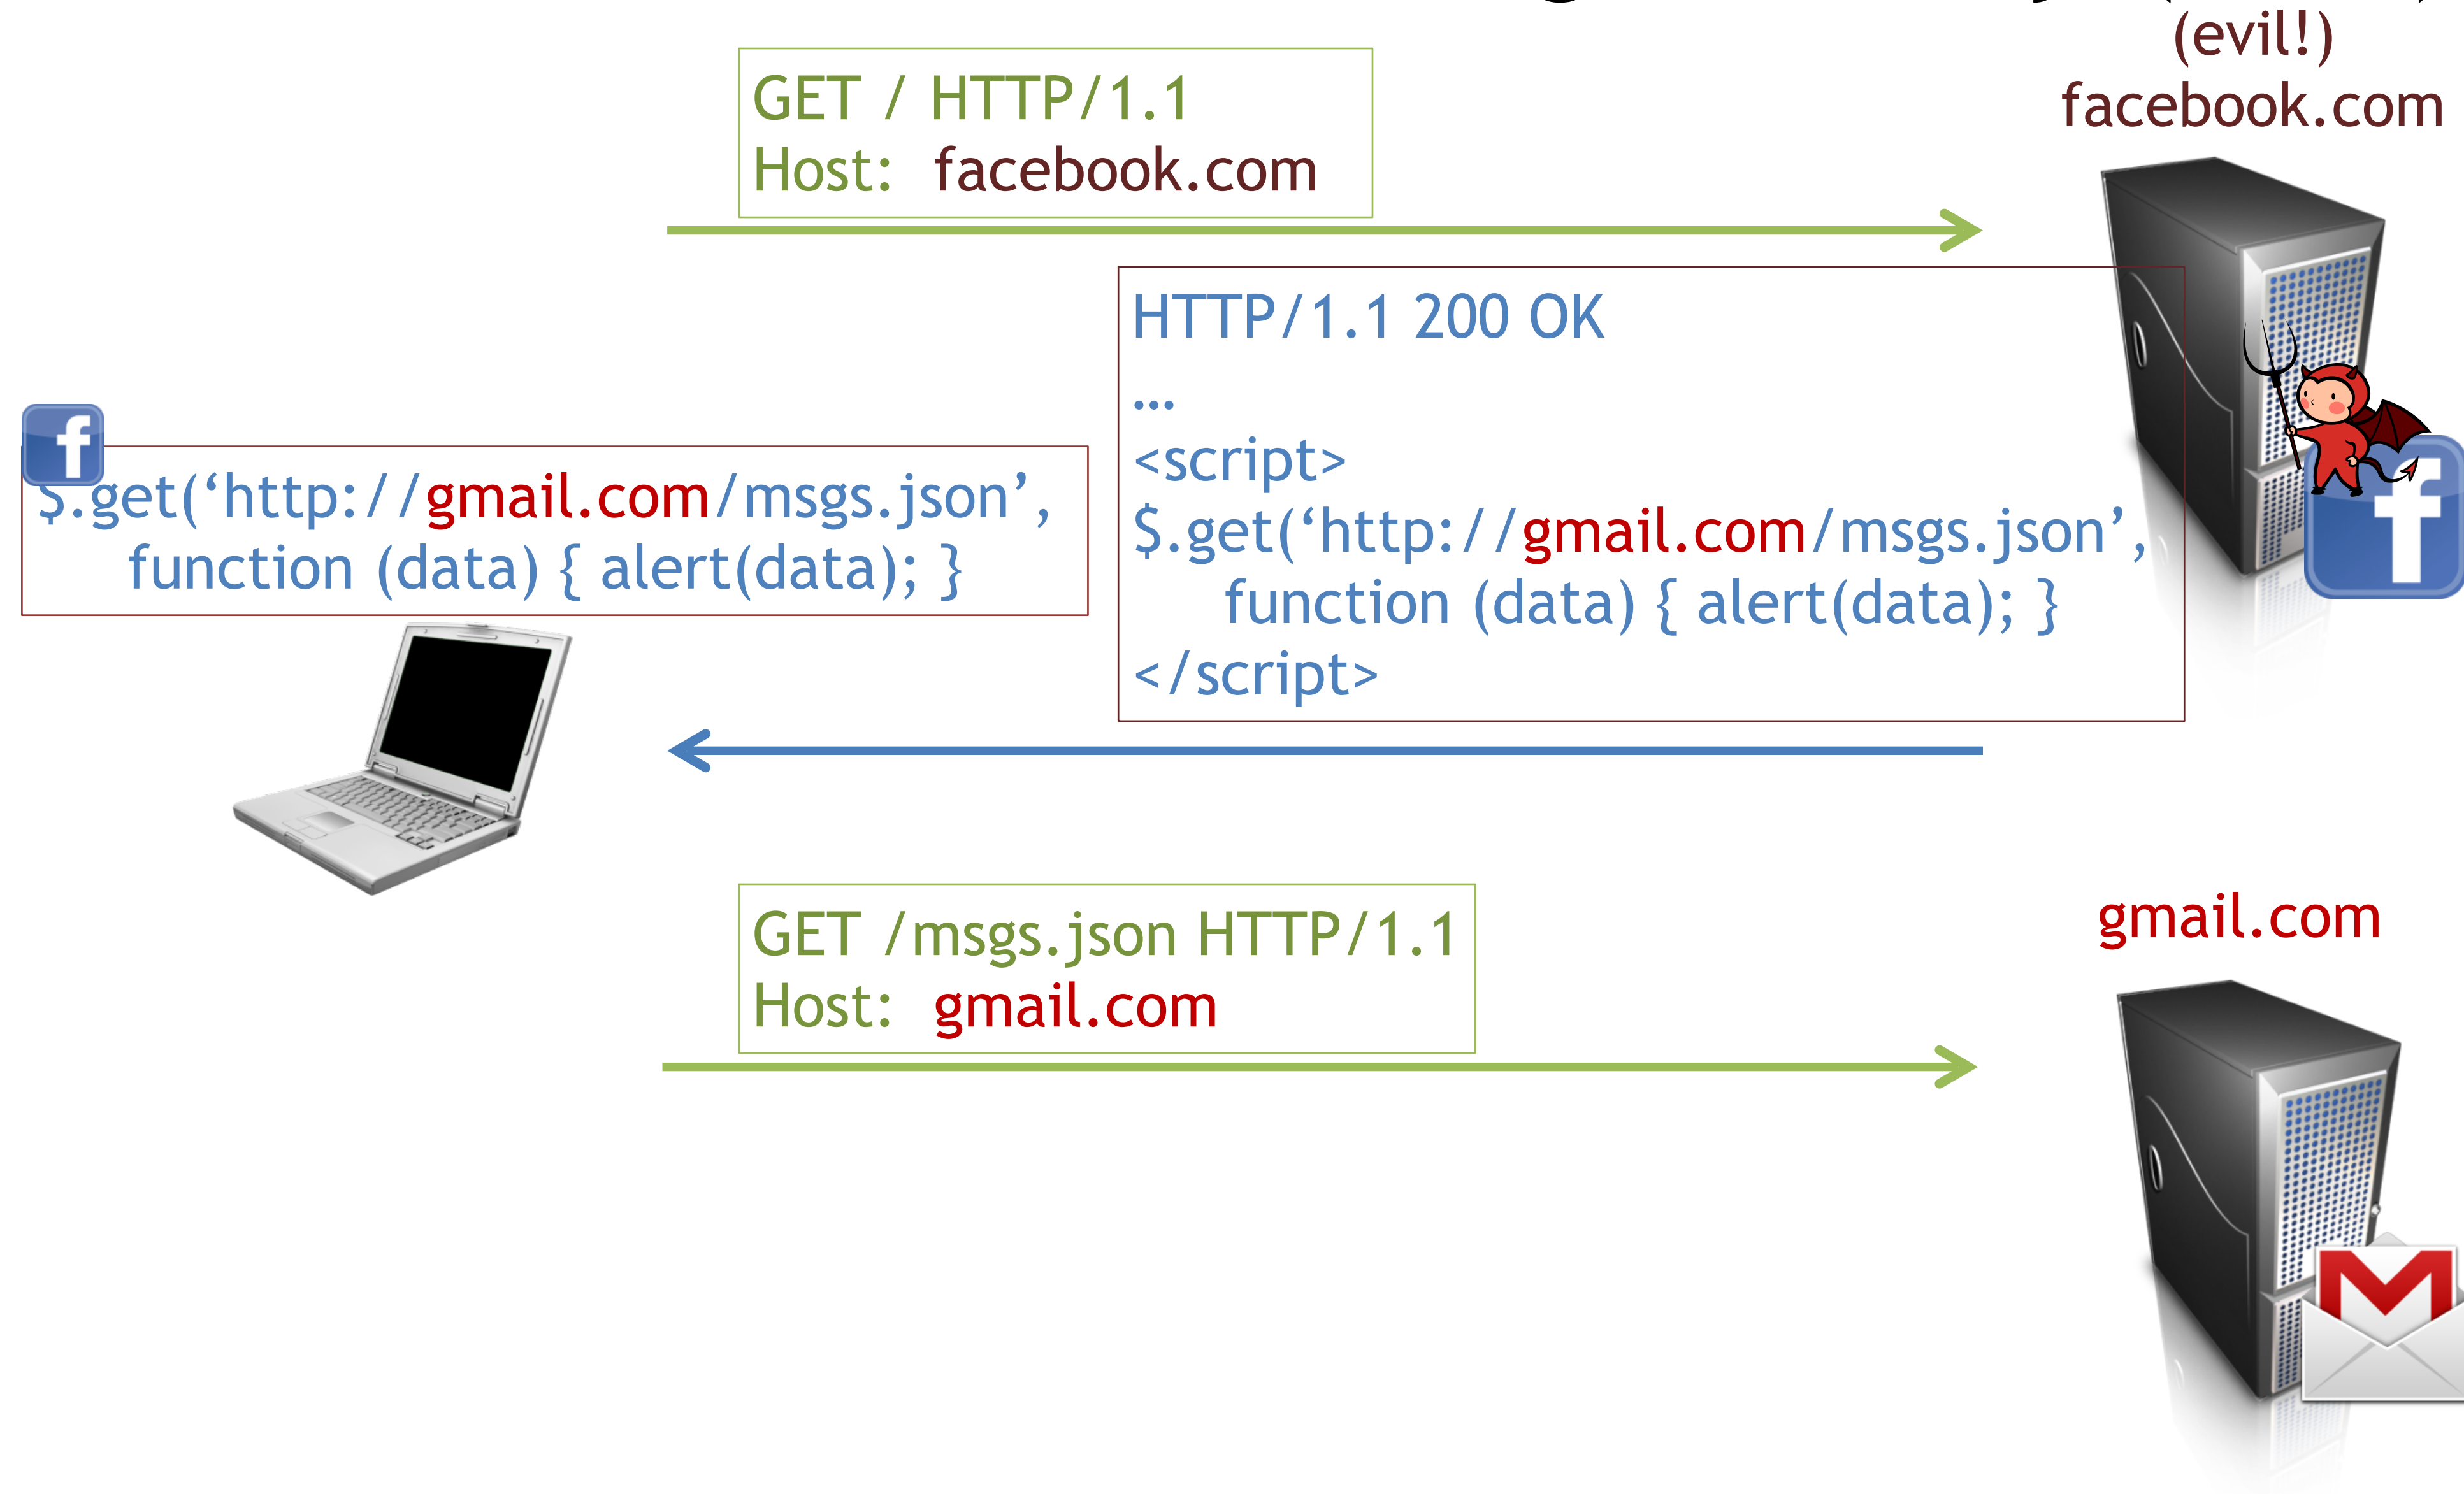 (evil!)
facebook.com
GET / HTTP/1.1
Host: facebook.com
HTTP/1.1 200 OK
…
<script>
$.get(‘http://gmail.com/msgs.json’,
function (data) { alert(data); }
</script>
$.get(‘http://gmail.com/msgs.json’,
function (data) { alert(data); }
GET /msgs.json HTTP/1.1
Host: gmail.com
gmail.com